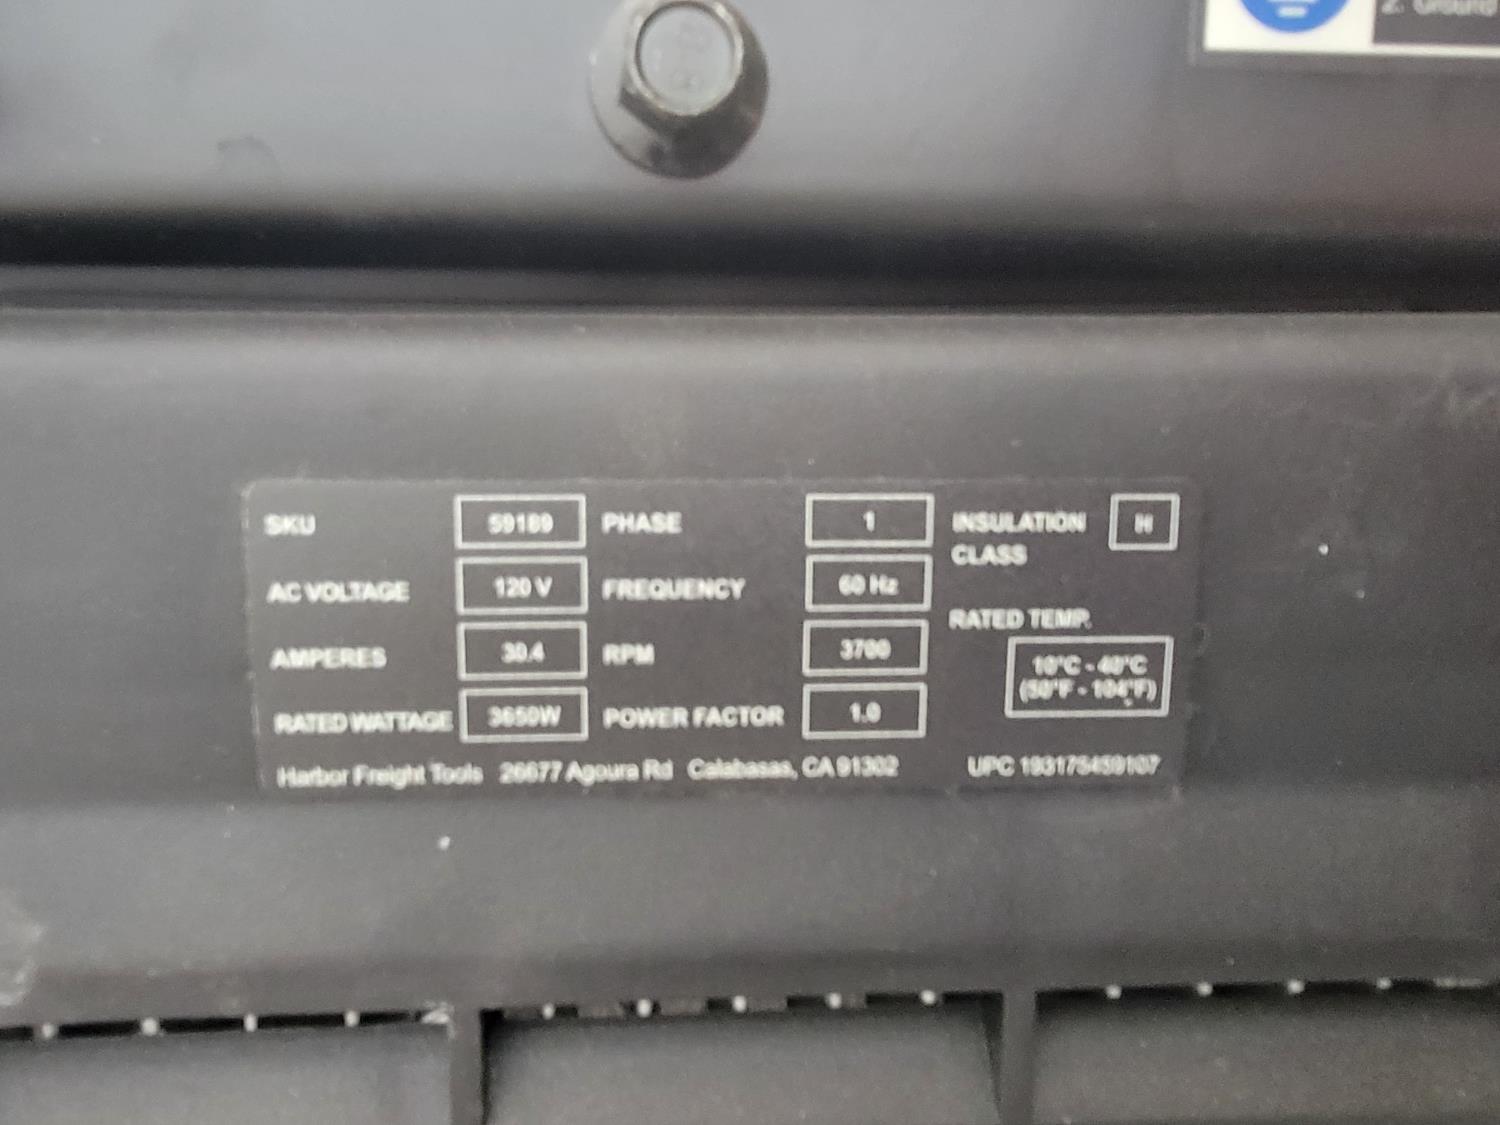 2. Ground
SKU 59189 PHASE 1 INSULATION CLASS H
AC VOLTAGE 120 V FREQUENCY 60 Hz
RATED TEMP.
AMPERES 30.4 RPM 3700
10°C - 40°C
(50°F - 104°F)
RATED WATTAGE 3650W POWER FACTOR 1.0
Harbor Freight Tools 26677 Agoura Rd Calabasas, CA 91302 UPC 193175459107